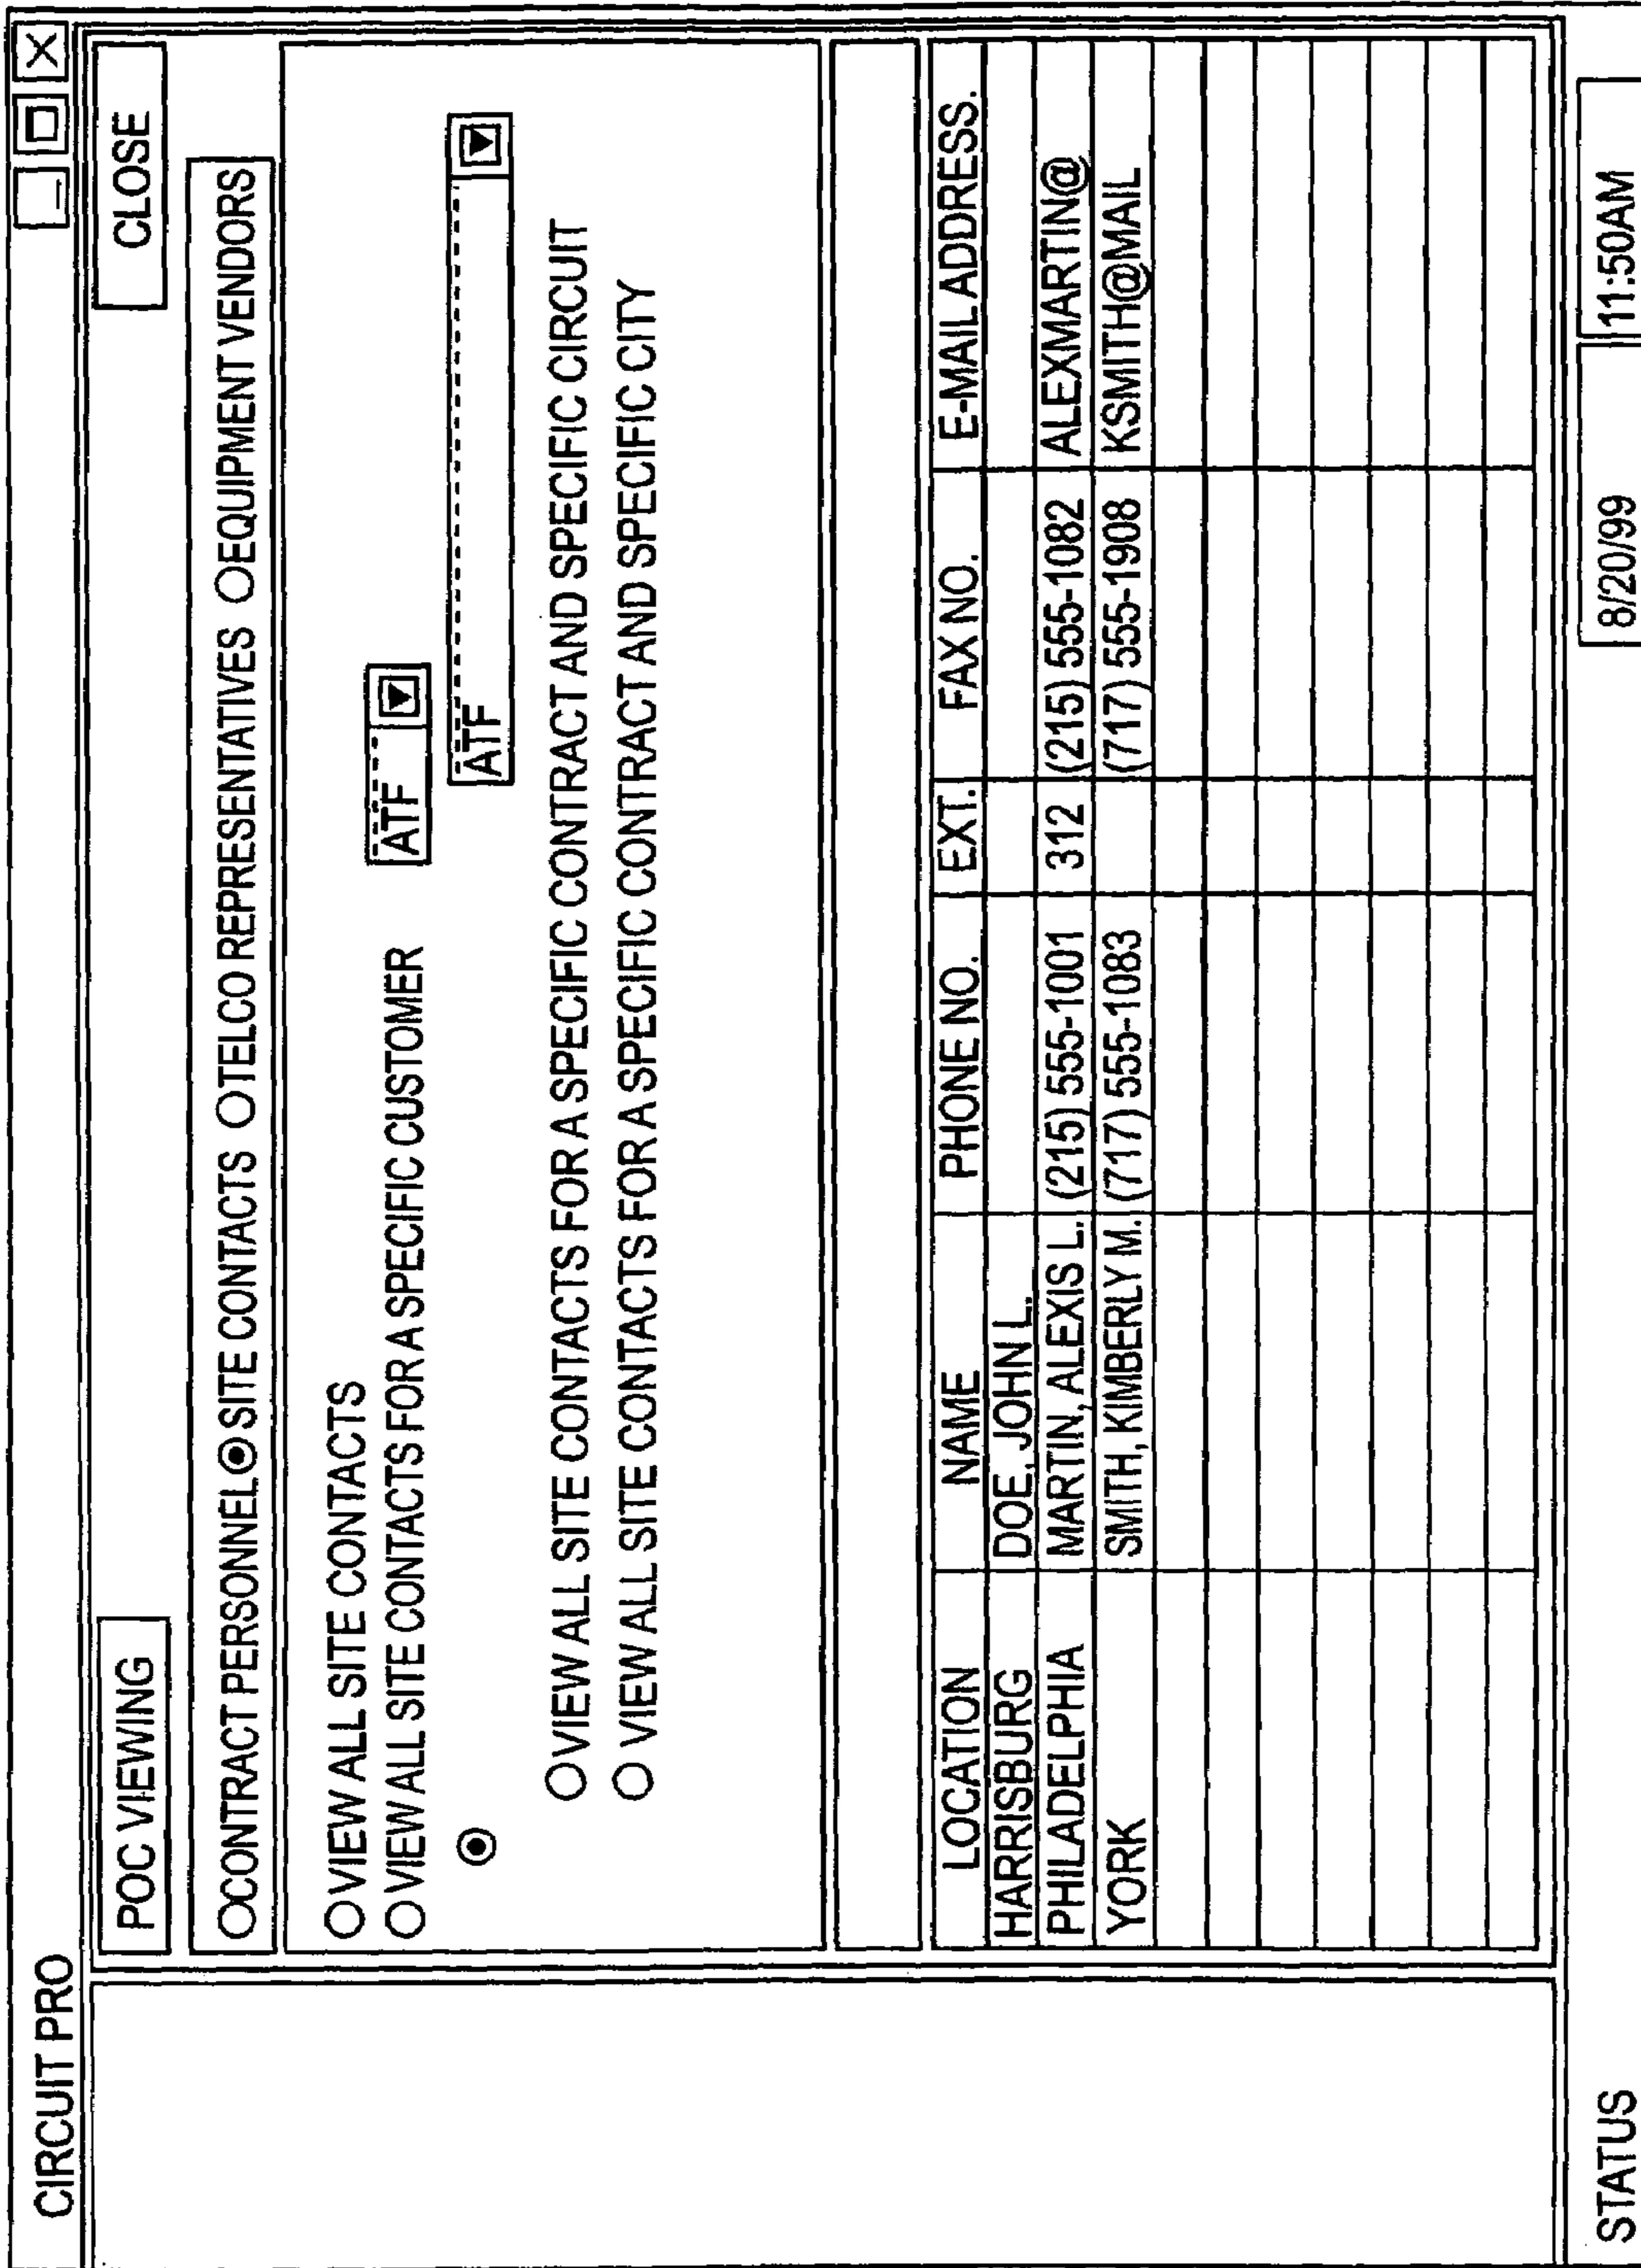 CIRCUIT PRO
POC VIEWING CLOSE
CONTRACT PERSONNEL SITE CONTACTS TELCO REPRESENTATIVES EQUIPMENT VENDORS
VIEW ALL SITE CONTACTS
VIEW ALL SITE CONTACTS FOR A SPECIFIC CUSTOMER ATF
ATF
VIEW ALL SITE CONTACTS FOR A SPECIFIC CONTRACT AND SPECIFIC CIRCUIT
VIEW ALL SITE CONTACTS FOR A SPECIFIC CONTRACT AND SPECIFIC CITY
LOCATION NAME PHONE NO. EXT. FAX NO. E-MAIL ADDRESS.
HARRISBURG DOE, JOHN L.
PHILADELPHIA MARTIN, ALEXIS L. (215) 555-1001 312 (215) 555-1082 ALEXMARTIN@
YORK SMITH, KIMBERLY M. (717) 555-1083 (717) 555-1908 KSMITH@MAIL
STATUS 8/20/99 11:50AM